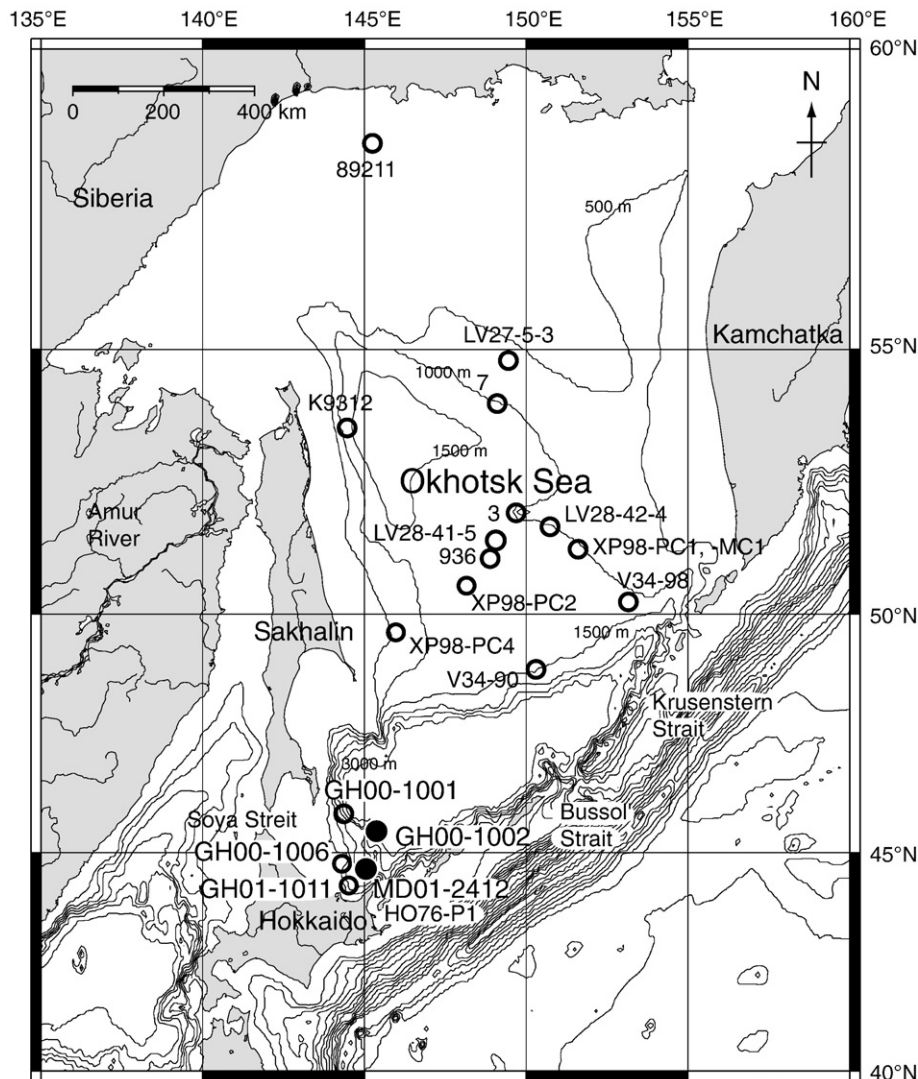 135°E 140°E 145°E 150°E 155°E 160°E
60°N
0 200 400 km
N
89211
Siberia
500 m
LV27-5-3
Kamchatka
55°N
1000 m
7
K9312
1500 m
Okhotsk Sea
3
LV28-42-4
Amur
River
LV28-41-5
XP98-PC1, -MC1
936
V34-98
XP98-PC2
50°N
1500 m
Sakhalin
XP98-PC4
V34-90
Krusenstern
Strait
3000 m
GH00-1001
Bussol
Strait
Soya Streit
GH00-1002
GH00-1006
45°N
GH01-1011
MD01-2412
HO76-P1
Hokkaido
40°N